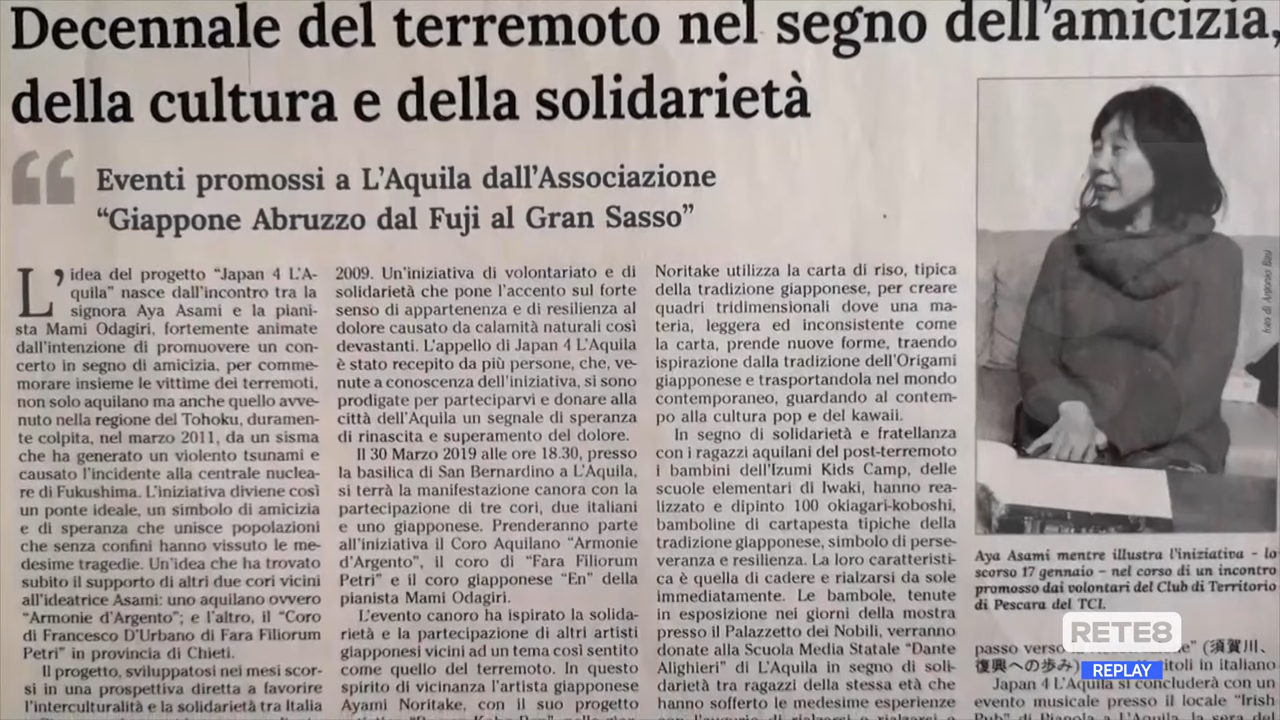 Decennale del terremoto nel segno dell'amicizia,
della cultura e della solidarietà
“ Eventi promossi a L'Aquila dall'Associazione
“Giappone Abruzzo dal Fuji al Gran Sasso”
L'idea del progetto “Japan 4 L'A-
quila” nasce dall'incontro tra la
signora Aya Asami e la piani-
sta Mami Odagiri, fortemente animate
dall'intenzione di promuovere un con-
certo in segno di amicizia, per comme-
morare insieme le vittime dei terremoti,
non solo aquilano ma anche quello avve-
nuto nella regione del Tohoku, duramen-
te colpita, nel marzo 2011, da un sisma
che ha generato un violento tsunami e
causato l'incidente alla centrale nuclea-
re di Fukushima. L'iniziativa diviene così
un ponte ideale, un simbolo di amicizia
e di speranza che unisce popolazioni
che senza confini hanno vissuto le me-
desime tragedie. Un'idea che ha trovato
subito il supporto di altri due cori vicini
all'ideatrice Asami: uno aquilano ovvero
“Armonie d'Argento”; e l'altro, il “Coro
di Francesco D'Urbano di Fara Filiorum
Petri” in provincia di Chieti.
Il progetto, sviluppatosi nei mesi scor-
si in una prospettiva diretta a favorire
l'interculturalità e la solidarietà tra Italia
2009. Un'iniziativa di volontariato e di
solidarietà che pone l'accento sul forte
senso di appartenenza e di resilienza al
dolore causato da calamità naturali così
devastanti. L'appello di Japan 4 L'Aquila
è stato recepito da più persone, che, ve-
nute a conoscenza dell'iniziativa, si sono
prodigate per parteciparvi e donare alla
città dell'Aquila un segnale di speranza
di rinascita e superamento del dolore.
Il 30 Marzo 2019 alle ore 18.30, presso
la basilica di San Bernardino a L'Aquila,
si terrà la manifestazione canora con la
partecipazione di tre cori, due italiani
e uno giapponese. Prenderanno parte
all'iniziativa il Coro Aquilano “Armonie
d'Argento”, il coro di “Fara Filiorum
Petri” e il coro giapponese “En” della
pianista Mami Odagiri.
L'evento canoro ha ispirato la solida-
rietà e la partecipazione di altri artisti
giapponesi vicini ad un tema così sentito
come quello del terremoto. In questo
spirito di vicinanza l'artista giapponese
Ayami Noritake, con il suo progetto
Noritake utilizza la carta di riso, tipica
della tradizione giapponese, per creare
quadri tridimensionali dove una ma-
teria, leggera ed inconsistente come
la carta, prende nuove forme, traendo
ispirazione dalla tradizione dell'Origami
giapponese e trasportandola nel mondo
contemporaneo, guardando al contem-
po alla cultura pop e del kawaii.
In segno di solidarietà e fratellanza
con i ragazzi aquilani del post-terremoto
i bambini dell'Izumi Kids Camp, delle
scuole elementari di Iwaki, hanno rea-
lizzato e dipinto 100 okiagari-koboshi,
bamboline di cartapesta tipiche della
tradizione giapponese, simbolo di perse-
veranza e resilienza. La loro caratteristi-
ca è quella di cadere e rialzarsi da sole
immediatamente. Le bambole, tenute
in esposizione nei giorni della mostra
presso il Palazzetto dei Nobili, verranno
donate alla Scuola Media Statale “Dante
Alighieri” di L'Aquila in segno di soli-
darietà tra ragazzi della stessa età che
hanno sofferto le medesime esperienze
Foto di Antonio Bini
Aya Asami mentre illustra l'iniziativa - lo
scorso 17 gennaio - nel corso di un incontro
promosso dai volontari del Club di Territorio
di Pescara del TCI.
passo verso (須賀川、
復興への歩み) in italiano
Japan 4 L'Aquila si concluderà con un
evento musicale presso il locale “Irish
RETE8
REPLAY